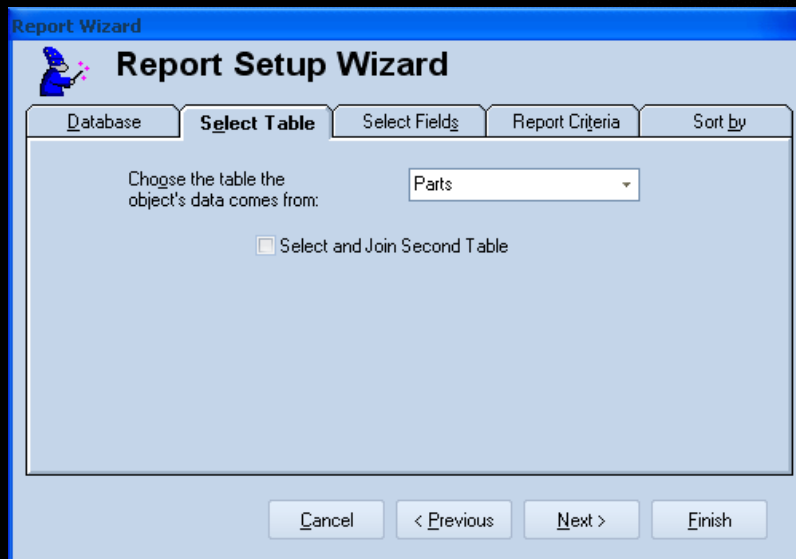 Report Wizard
Report Setup Wizard
Database
Select Table
Select Fields
Report Criteria
Sort by
Choose the table the
object's data comes from:
Parts
Select and Join Second Table
Cancel
< Previous
Next >
Finish